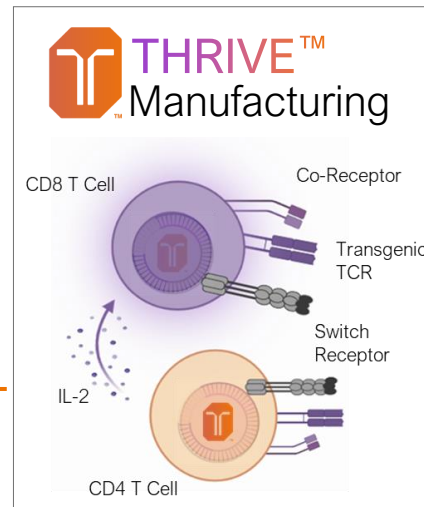 THRIVE™
Manufacturing
CD8 T Cell
Co-Receptor
Transgenic
TCR
Switch
Receptor
IL-2
CD4 T Cell